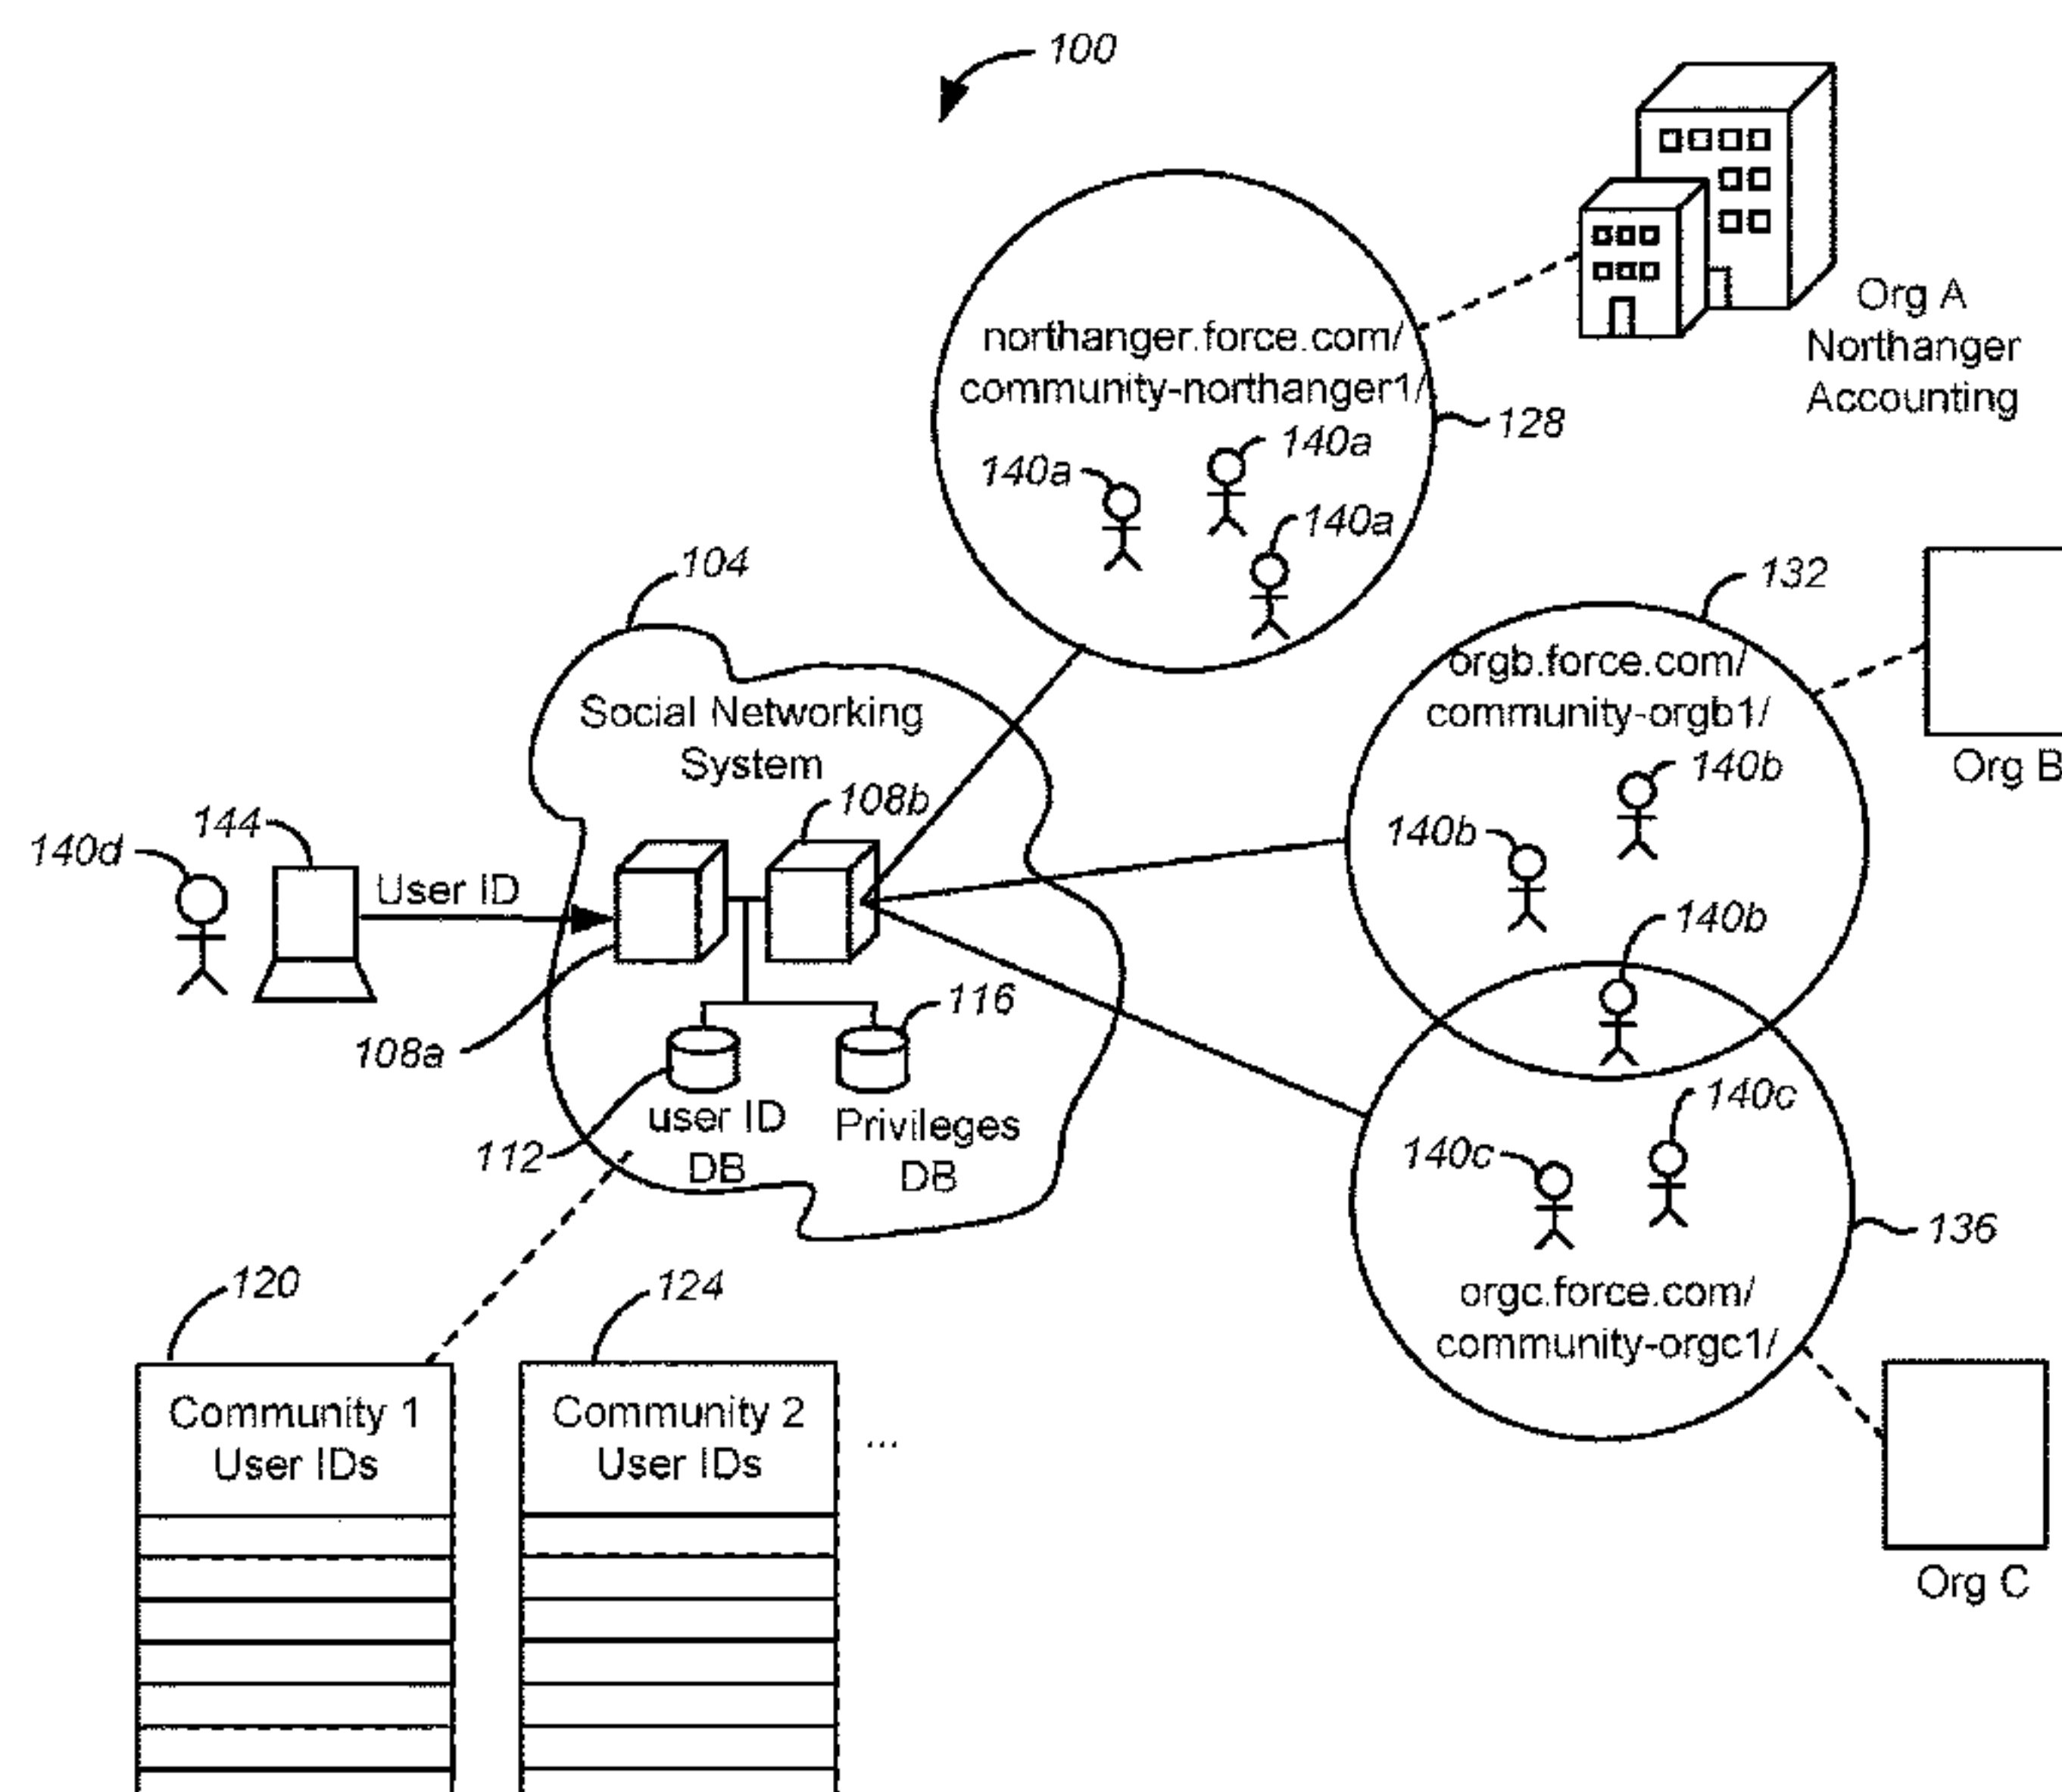 100
Org A
Northanger
Accounting
northanger.force.com/
community-northanger1/
128
140a
140a
140a
104
132
orgb.force.com/
community-orgb1/
Org B
140b
140b
140b
Social Networking
System
108b
144
140d
User ID
108a
116
112
user ID
DB
Privileges
DB
140c
140c
136
orgc.force.com/
community-orgc1/
Org C
120
124
Community 1
User IDs
Community 2
User IDs
...